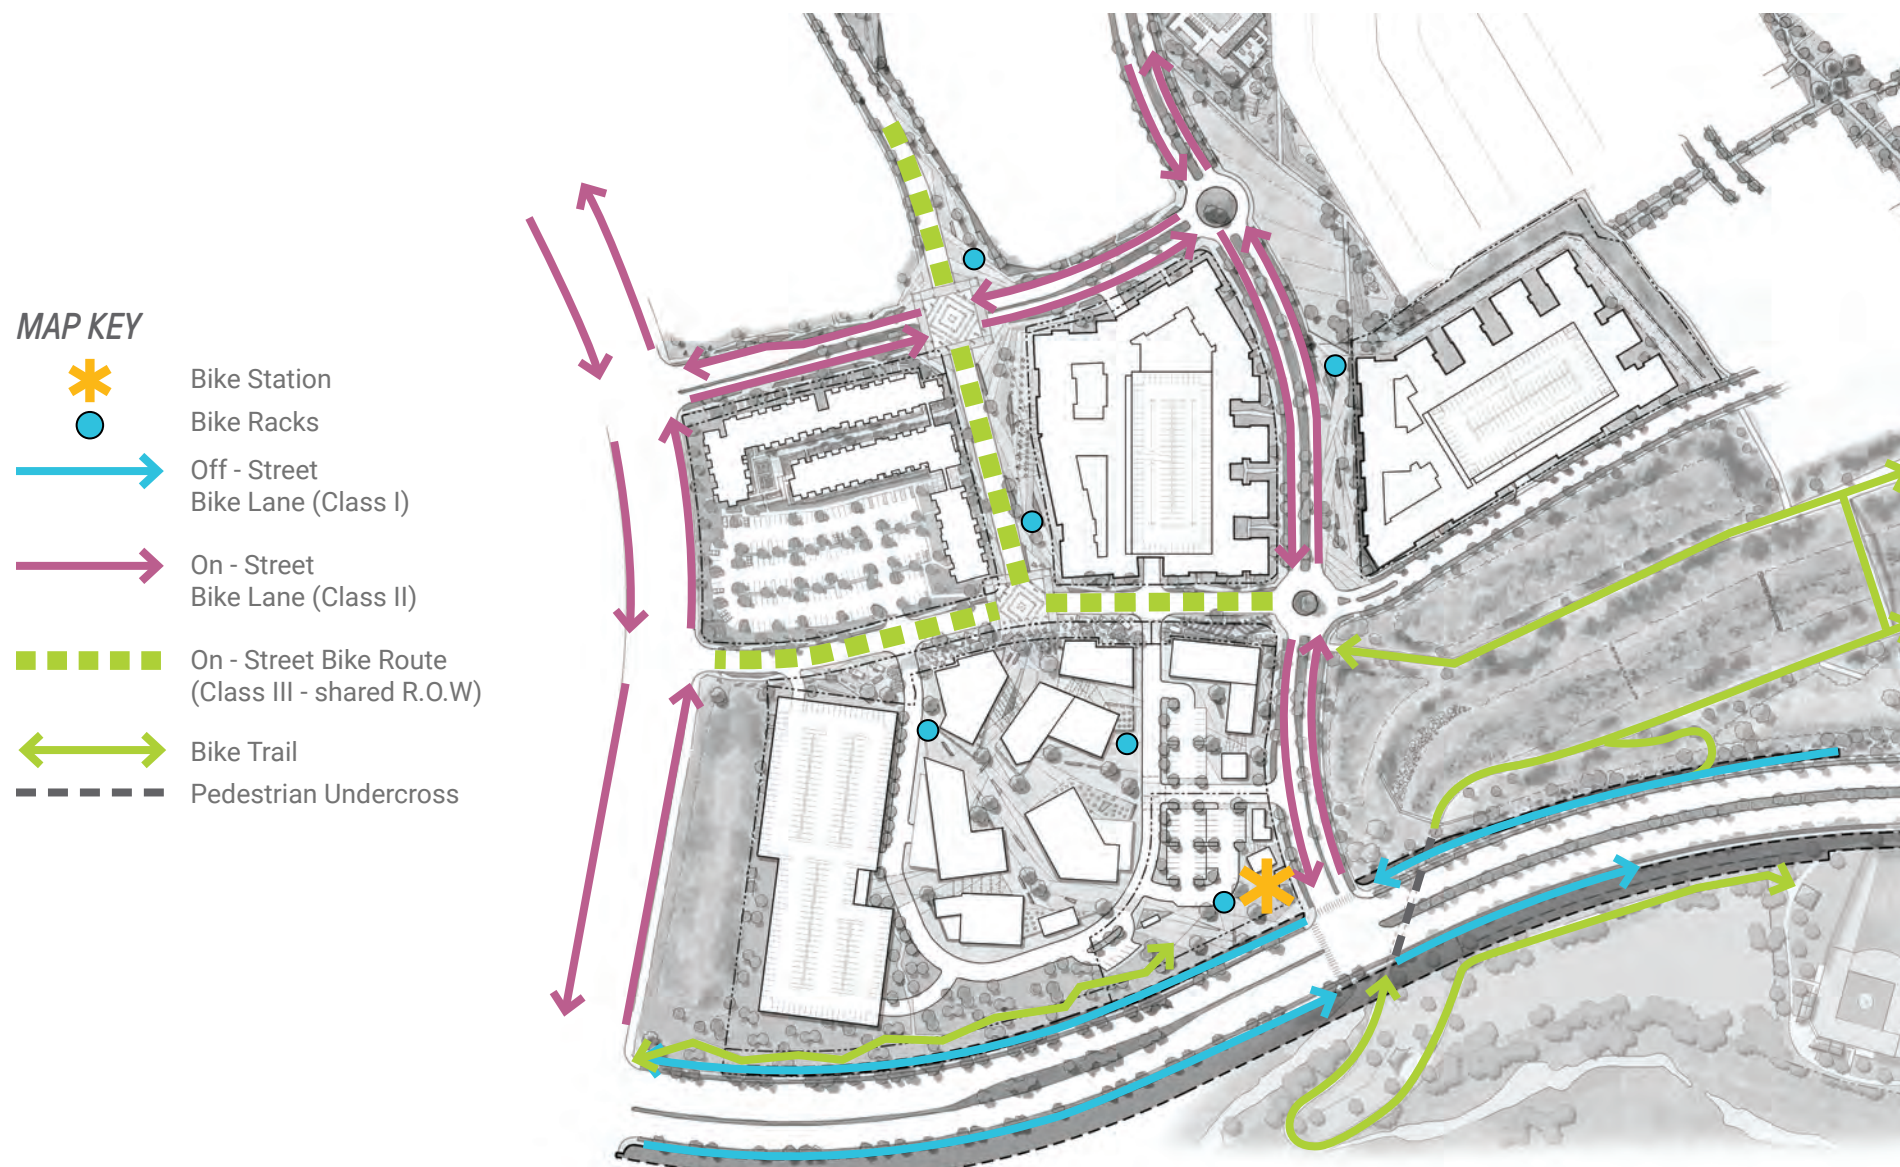 MAP KEY
Bike Station
Bike Racks
Off - Street
Bike Lane (Class I)
On - Street
Bike Lane (Class II)
On - Street Bike Route
(Class III - shared R.O.W)
Bike Trail
Pedestrian Undercross